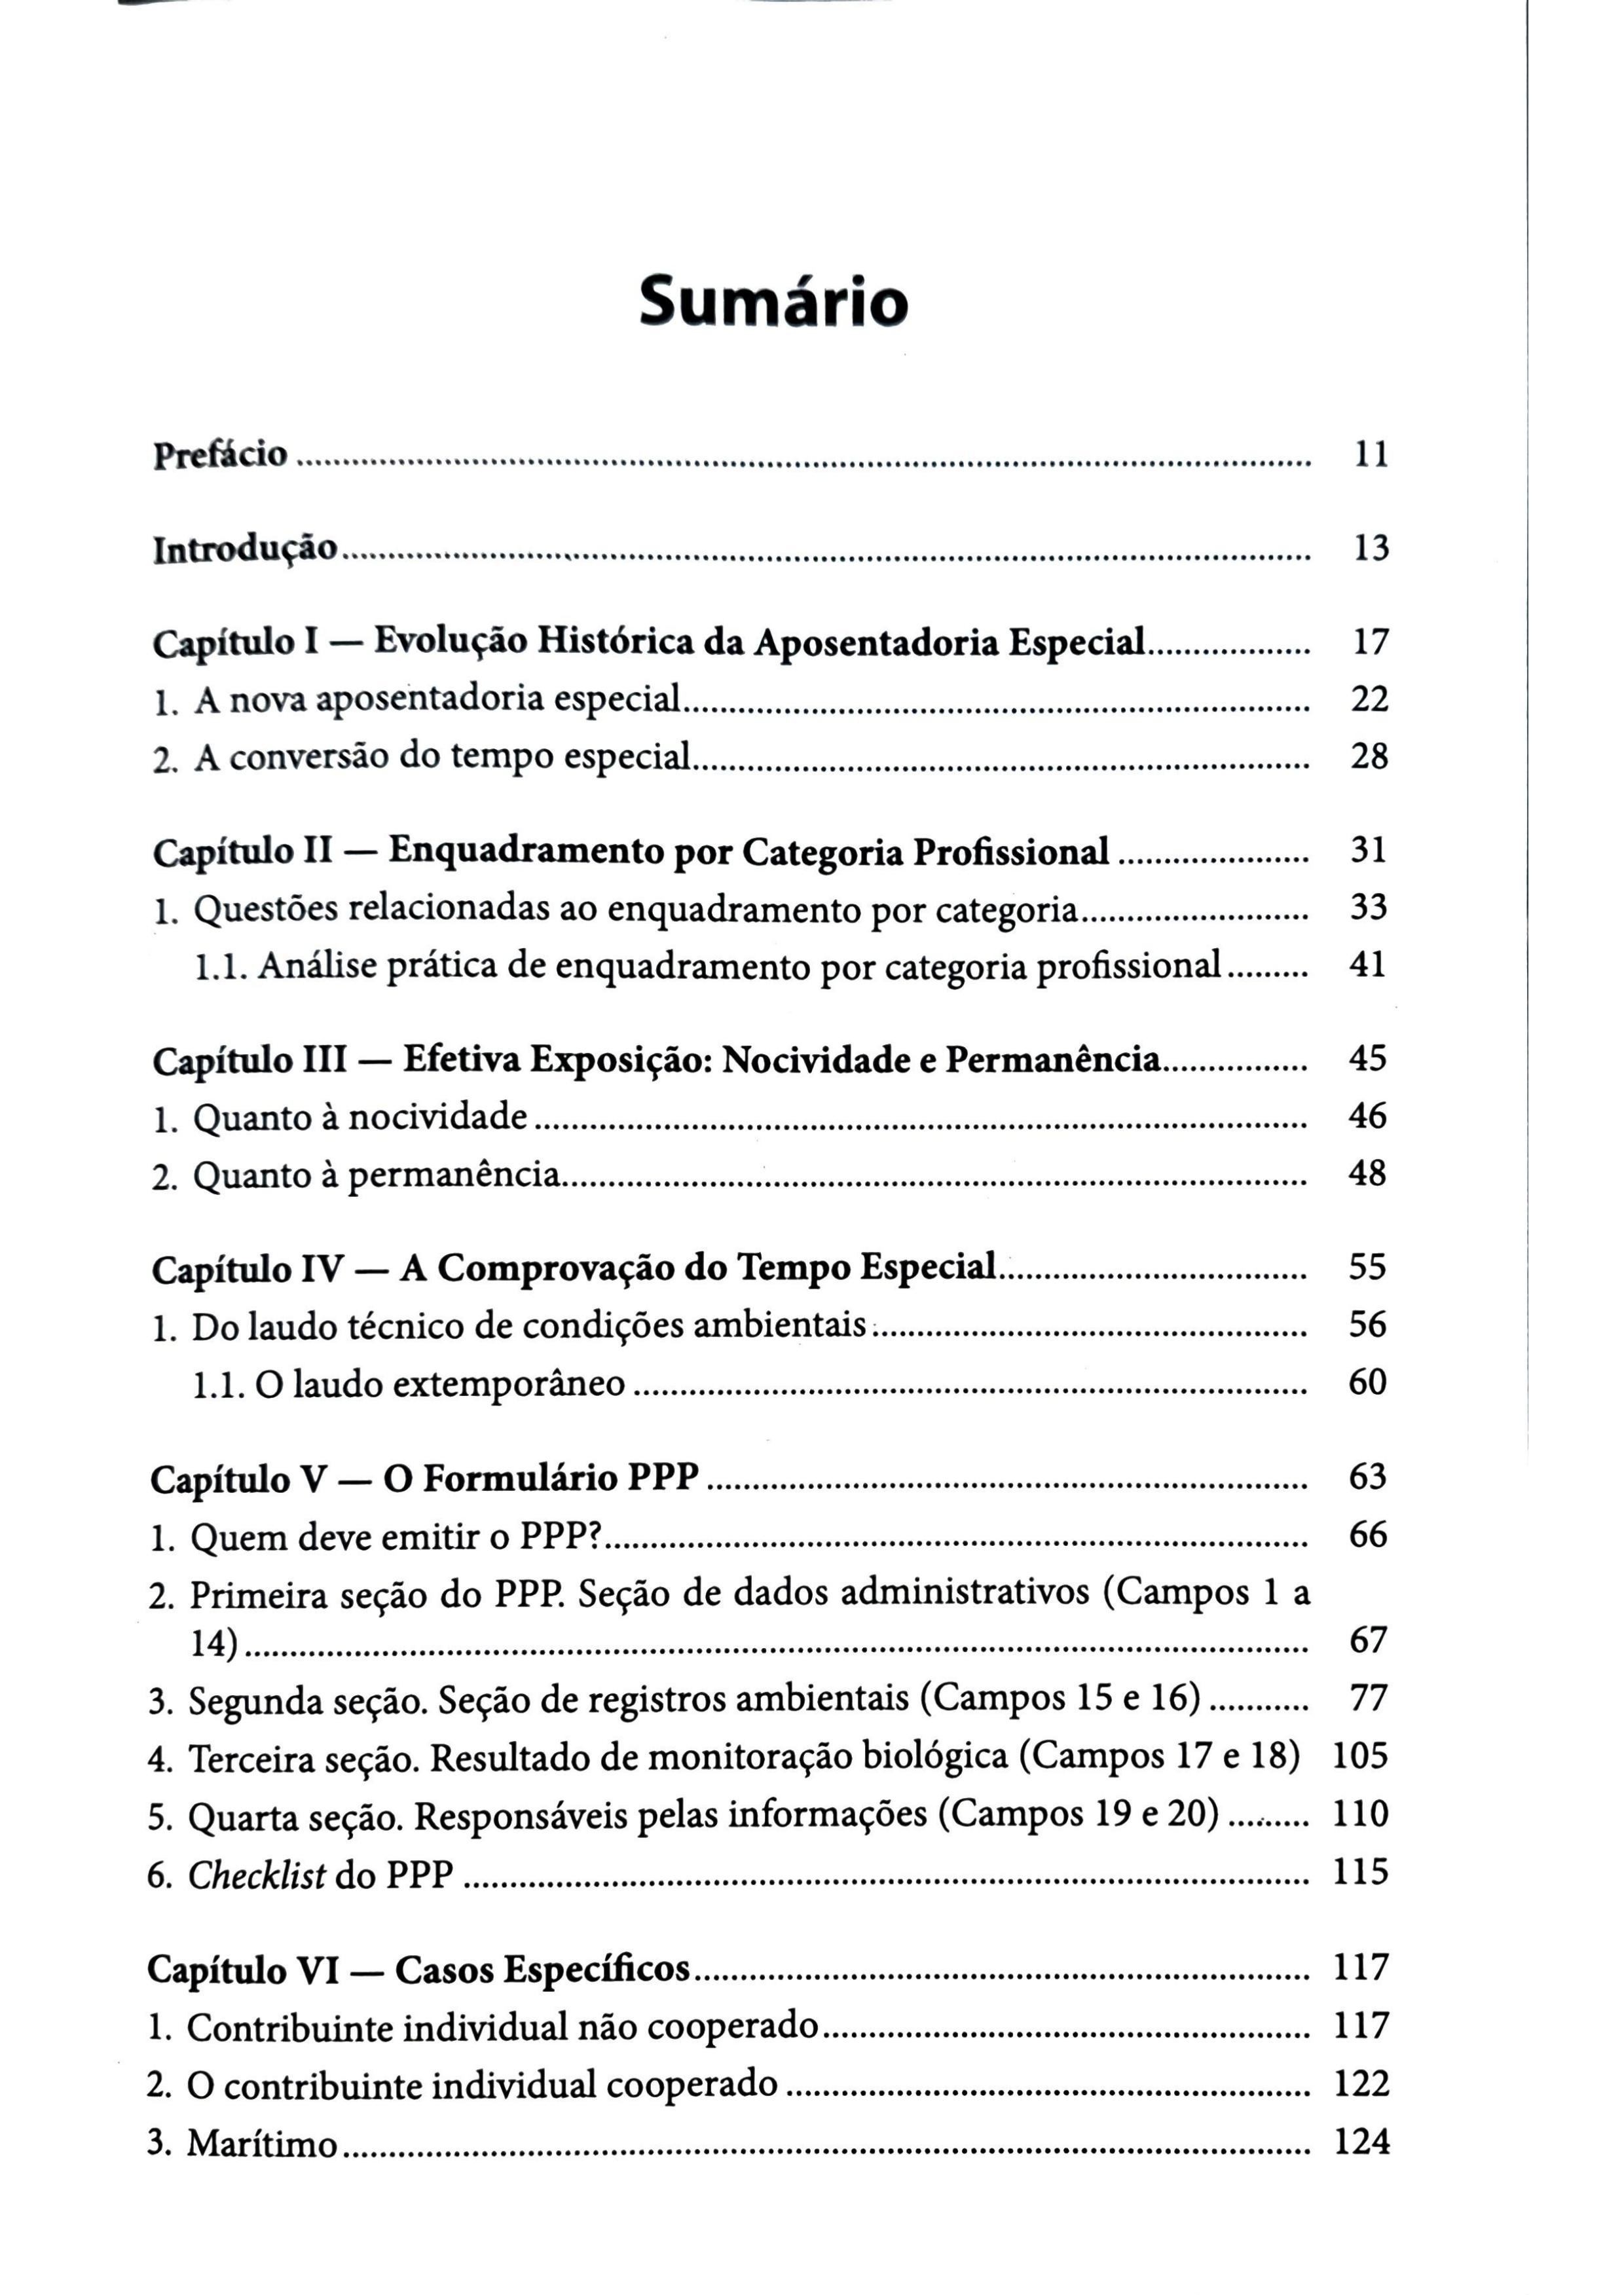 Sumário
Prefácio ........ 11
Introdução ........ 13
Capítulo I — Evolução Histórica da Aposentadoria Especial ........ 17
1. A nova aposentadoria especial ........ 22
2. A conversão do tempo especial ........ 28
Capítulo II — Enquadramento por Categoria Profissional ........ 31
1. Questões relacionadas ao enquadramento por categoria ........ 33
1.1. Análise prática de enquadramento por categoria profissional ........ 41
Capítulo III — Efetiva Exposição: Nocividade e Permanência ........ 45
1. Quanto à nocividade ........ 46
2. Quanto à permanência ........ 48
Capítulo IV — A Comprovação do Tempo Especial ........ 55
1. Do laudo técnico de condições ambientais ........ 56
1.1. O laudo extemporâneo ........ 60
Capítulo V — O Formulário PPP ........ 63
1. Quem deve emitir o PPP? ........ 66
2. Primeira seção do PPP. Seção de dados administrativos (Campos 1 a
14) ........ 67
3. Segunda seção. Seção de registros ambientais (Campos 15 e 16) ........ 77
4. Terceira seção. Resultado de monitoração biológica (Campos 17 e 18) 105
5. Quarta seção. Responsáveis pelas informações (Campos 19 e 20) ........ 110
6. Checklist do PPP ........ 115
Capítulo VI — Casos Específicos ........ 117
1. Contribuinte individual não cooperado ........ 117
2. O contribuinte individual cooperado ........ 122
3. Marítimo ........ 124